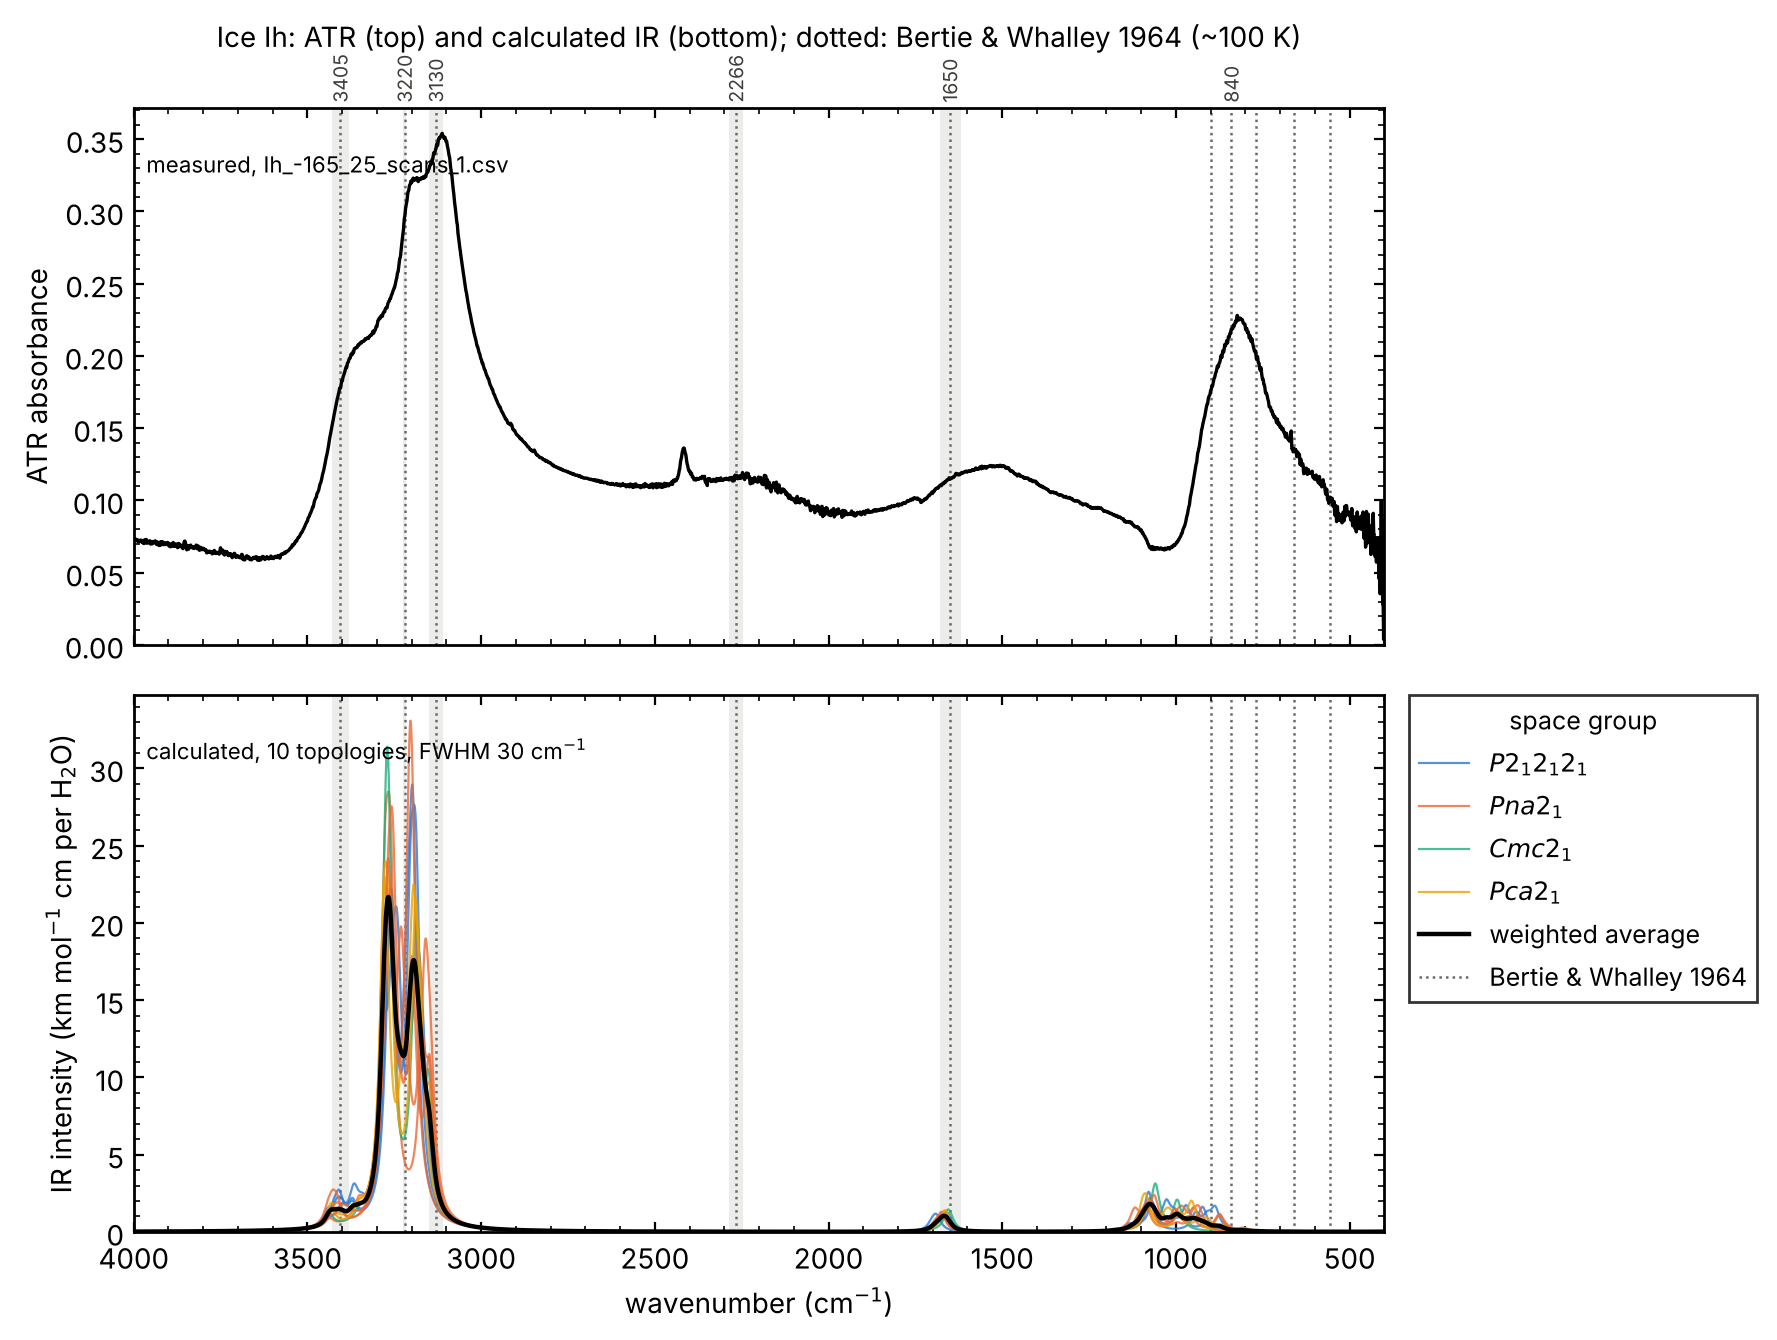 Ice Ih: ATR (top) and calculated IR (bottom); dotted: Bertie & Whalley 1964 (~100 K)
3405
3220
3130
2266
1650
840
measured, Ih_-165_25_scans_1.csv
ATR absorbance
0.35
0.30
0.25
0.20
0.15
0.10
0.05
0.00
calculated, 10 topologies, FWHM 30 cm⁻¹
IR intensity (km mol⁻¹ cm per H₂O)
30
25
20
15
10
5
0
4000 3500 3000 2500 2000 1500 1000 500
wavenumber (cm⁻¹)
space group
P2₁2₁2₁
Pna2₁
Cmc2₁
Pca2₁
weighted average
Bertie & Whalley 1964